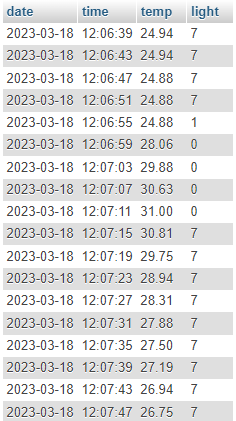 date time temp light
2023-03-18 12:06:39 24.94 7
2023-03-18 12:06:43 24.94 7
2023-03-18 12:06:47 24.88 7
2023-03-18 12:06:51 24.88 7
2023-03-18 12:06:55 24.88 1
2023-03-18 12:06:59 28.06 0
2023-03-18 12:07:03 29.88 0
2023-03-18 12:07:07 30.63 0
2023-03-18 12:07:11 31.00 0
2023-03-18 12:07:15 30.81 7
2023-03-18 12:07:19 29.75 7
2023-03-18 12:07:23 28.94 7
2023-03-18 12:07:27 28.31 7
2023-03-18 12:07:31 27.88 7
2023-03-18 12:07:35 27.50 7
2023-03-18 12:07:39 27.19 7
2023-03-18 12:07:43 26.94 7
2023-03-18 12:07:47 26.75 7